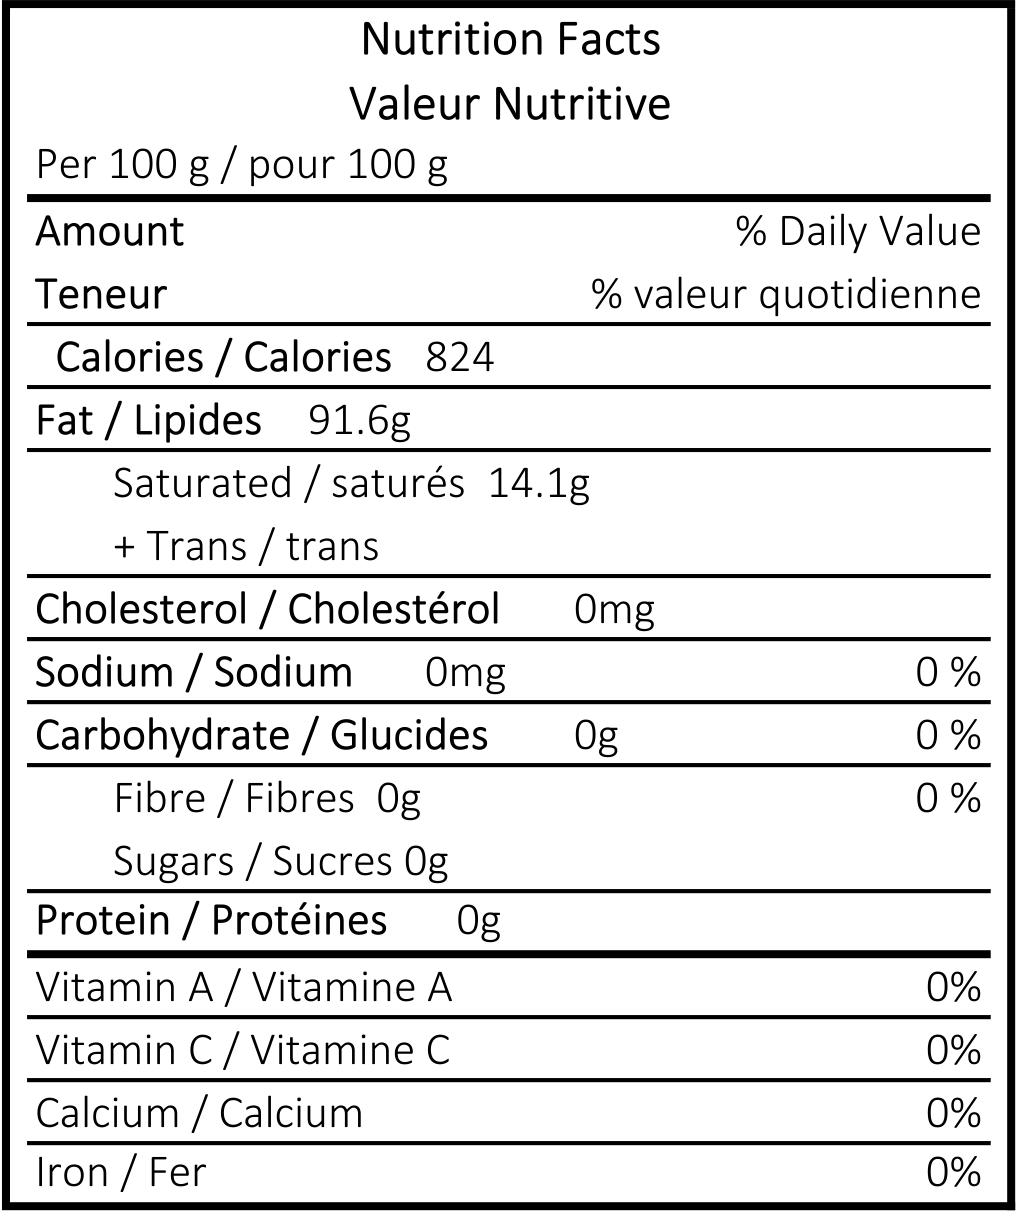 Nutrition Facts
Valeur Nutritive
Per 100 g / pour 100 g
Amount % Daily Value
Teneur % valeur quotidienne
Calories / Calories 824
Fat / Lipides 91.6g
Saturated / saturés 14.1g
+ Trans / trans
Cholesterol / Cholestérol 0mg
Sodium / Sodium 0mg 0 %
Carbohydrate / Glucides 0g 0 %
Fibre / Fibres 0g 0 %
Sugars / Sucres 0g
Protein / Protéines 0g
Vitamin A / Vitamine A 0%
Vitamin C / Vitamine C 0%
Calcium / Calcium 0%
Iron / Fer 0%